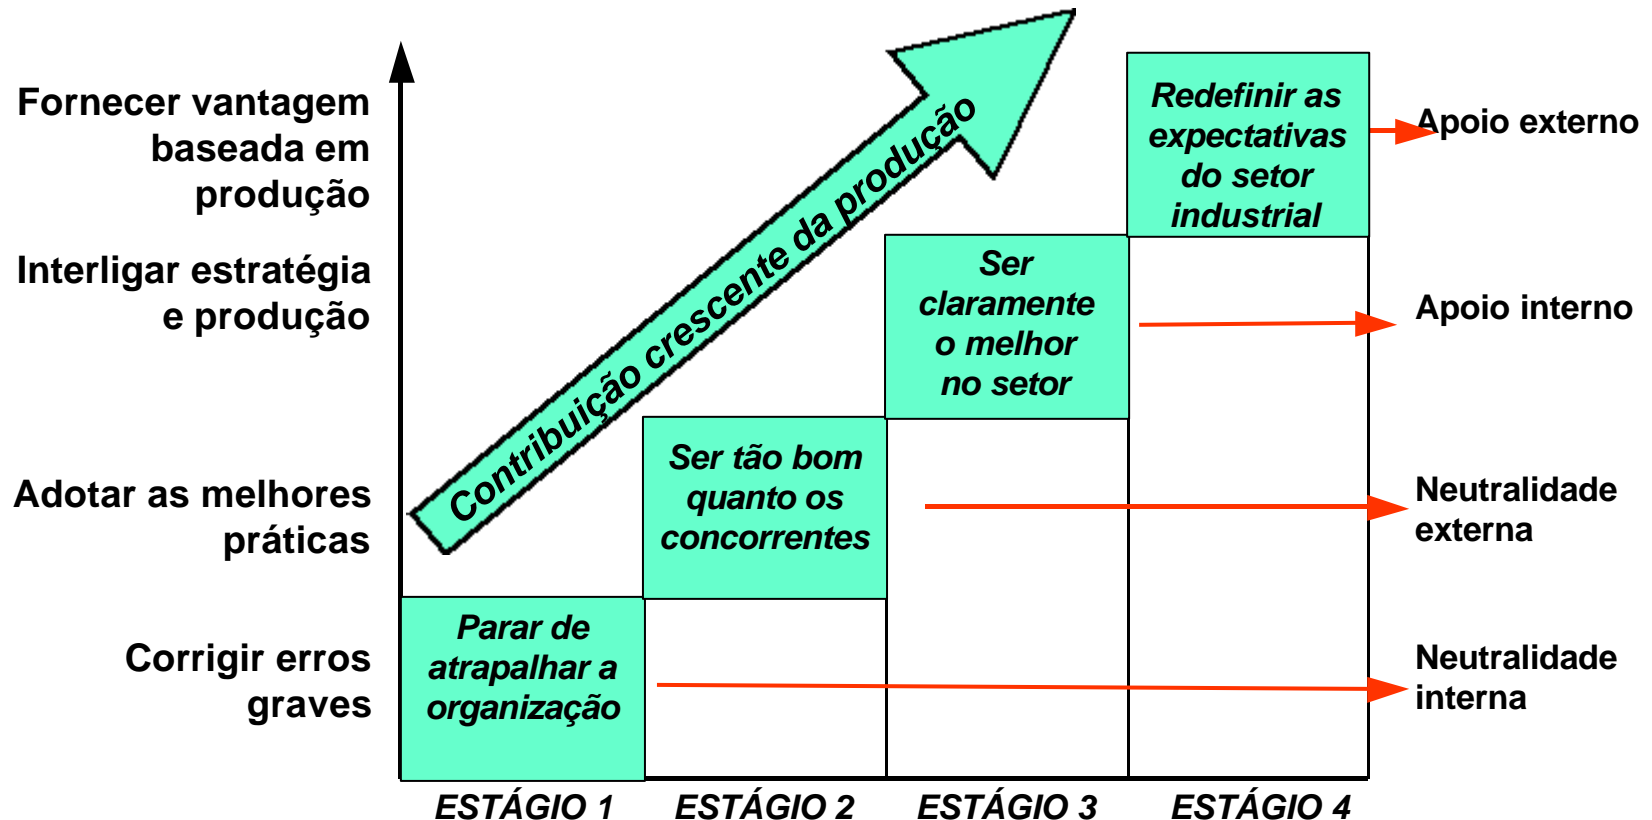 Fornecer vantagem
baseada em
produção
Interligar estratégia
e produção
Adotar as melhores
práticas
Corrigir erros
graves
Contribuição crescente da produção
Parar de
atrapalhar a
organização
Ser tão bom
quanto os
concorrentes
Ser
claramente
o melhor
no setor
Redefinir as
expectativas
do setor
industrial
Apoio externo
Apoio interno
Neutralidade
externa
Neutralidade
interna
ESTÁGIO 1
ESTÁGIO 2
ESTÁGIO 3
ESTÁGIO 4